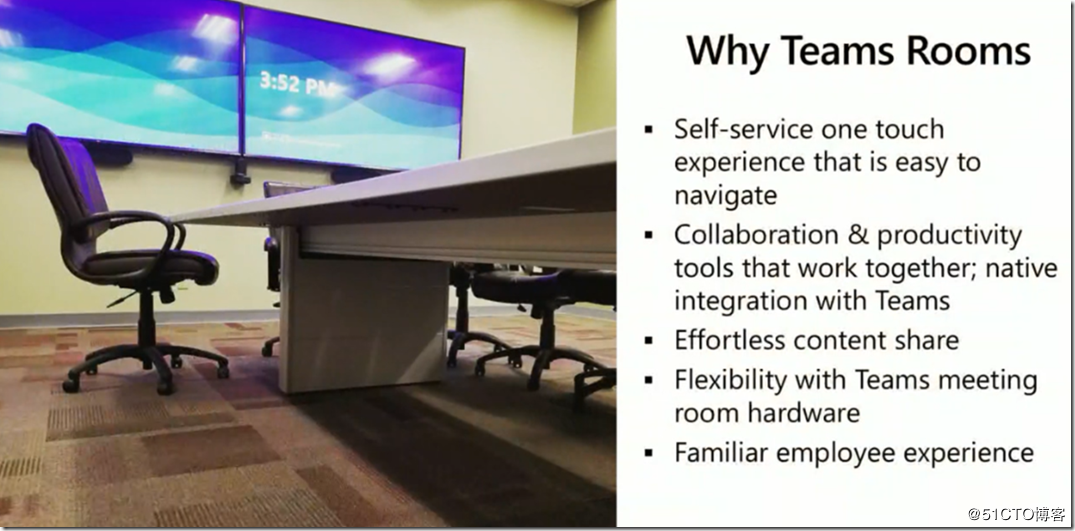 3:52 PM
Why Teams Rooms
▪ Self-service one touch
experience that is easy to
navigate
▪ Collaboration & productivity
tools that work together; native
integration with Teams
▪ Effortless content share
▪ Flexibility with Teams meeting
room hardware
▪ Familiar employee experience
@51CTO博客